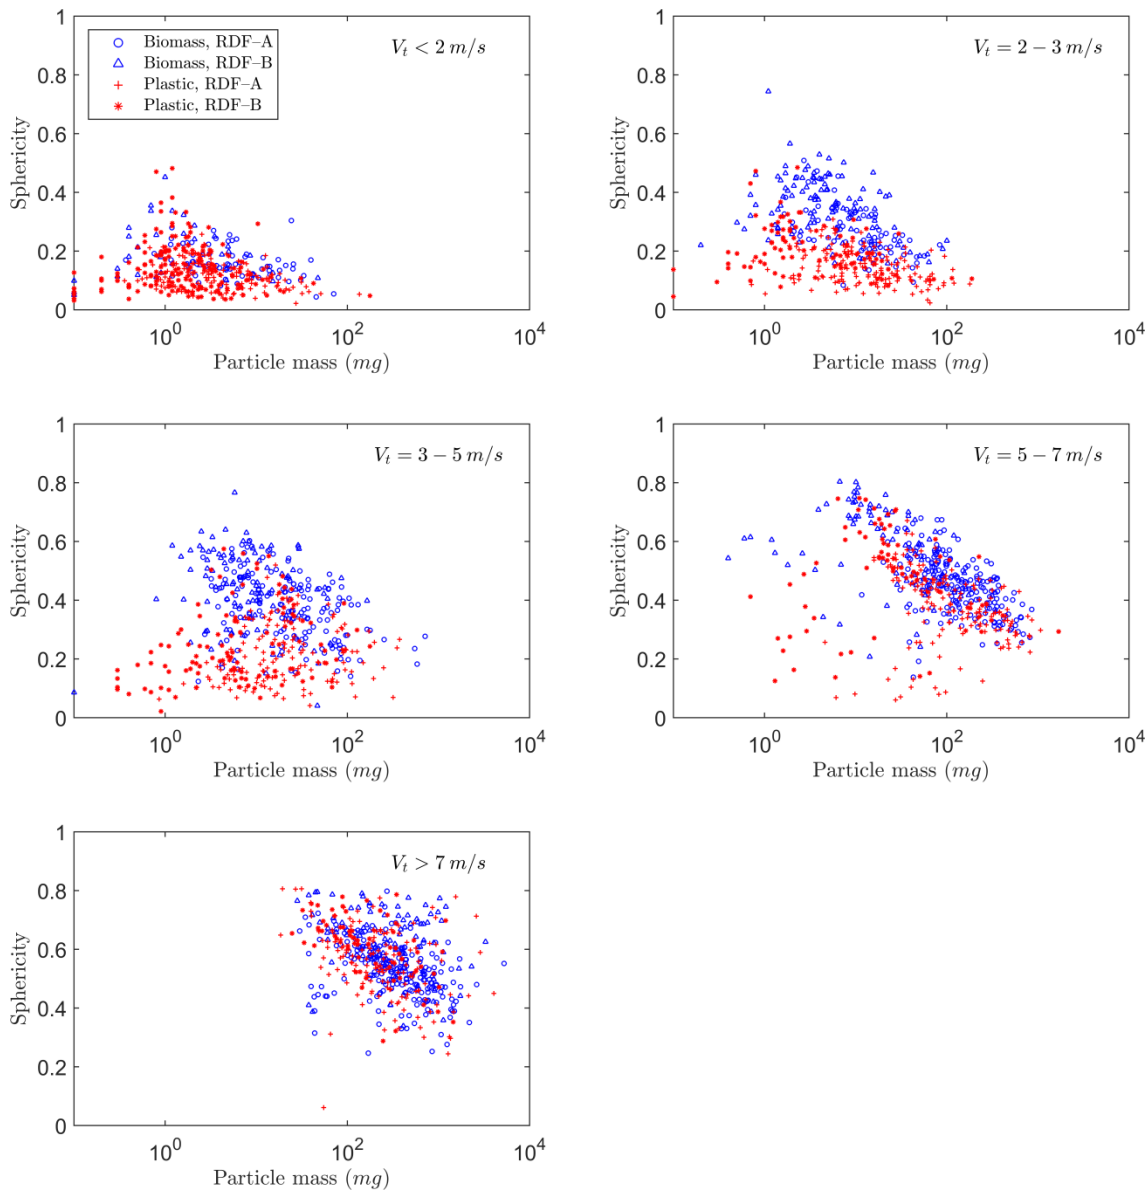 1
0.8
0.6
0.4
0.2
0
Sphericity
Biomass, RDF–A
Biomass, RDF–B
Plastic, RDF–A
Plastic, RDF–B
V_t < 2 m/s
10^0
10^2
10^4
Particle mass (mg)
1
0.8
0.6
0.4
0.2
0
Sphericity
V_t = 2 − 3 m/s
10^0
10^2
10^4
Particle mass (mg)
1
0.8
0.6
0.4
0.2
0
Sphericity
V_t = 3 − 5 m/s
10^0
10^2
10^4
Particle mass (mg)
1
0.8
0.6
0.4
0.2
0
Sphericity
V_t = 5 − 7 m/s
10^0
10^2
10^4
Particle mass (mg)
1
0.8
0.6
0.4
0.2
0
Sphericity
V_t > 7 m/s
10^0
10^2
10^4
Particle mass (mg)